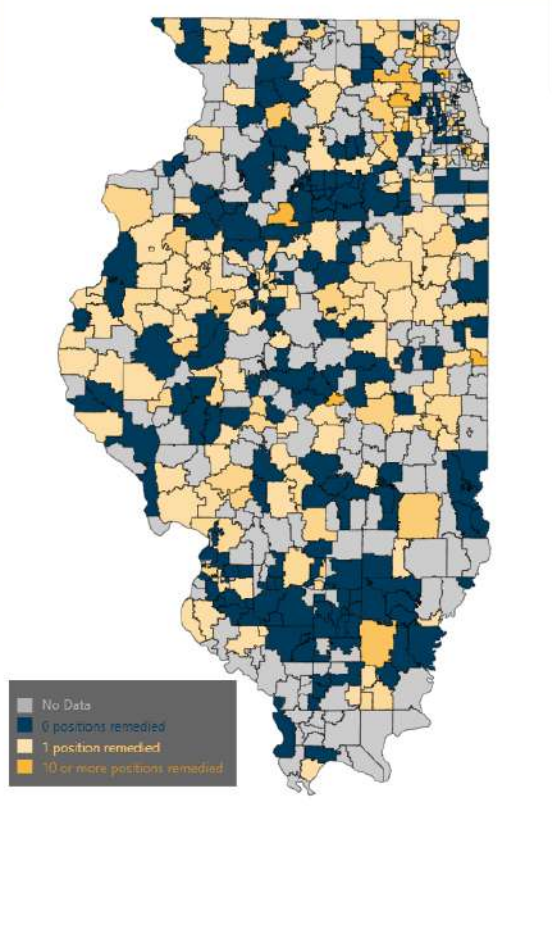 No Data
0 positions remedied
1 position remedied
10 or more positions remedied